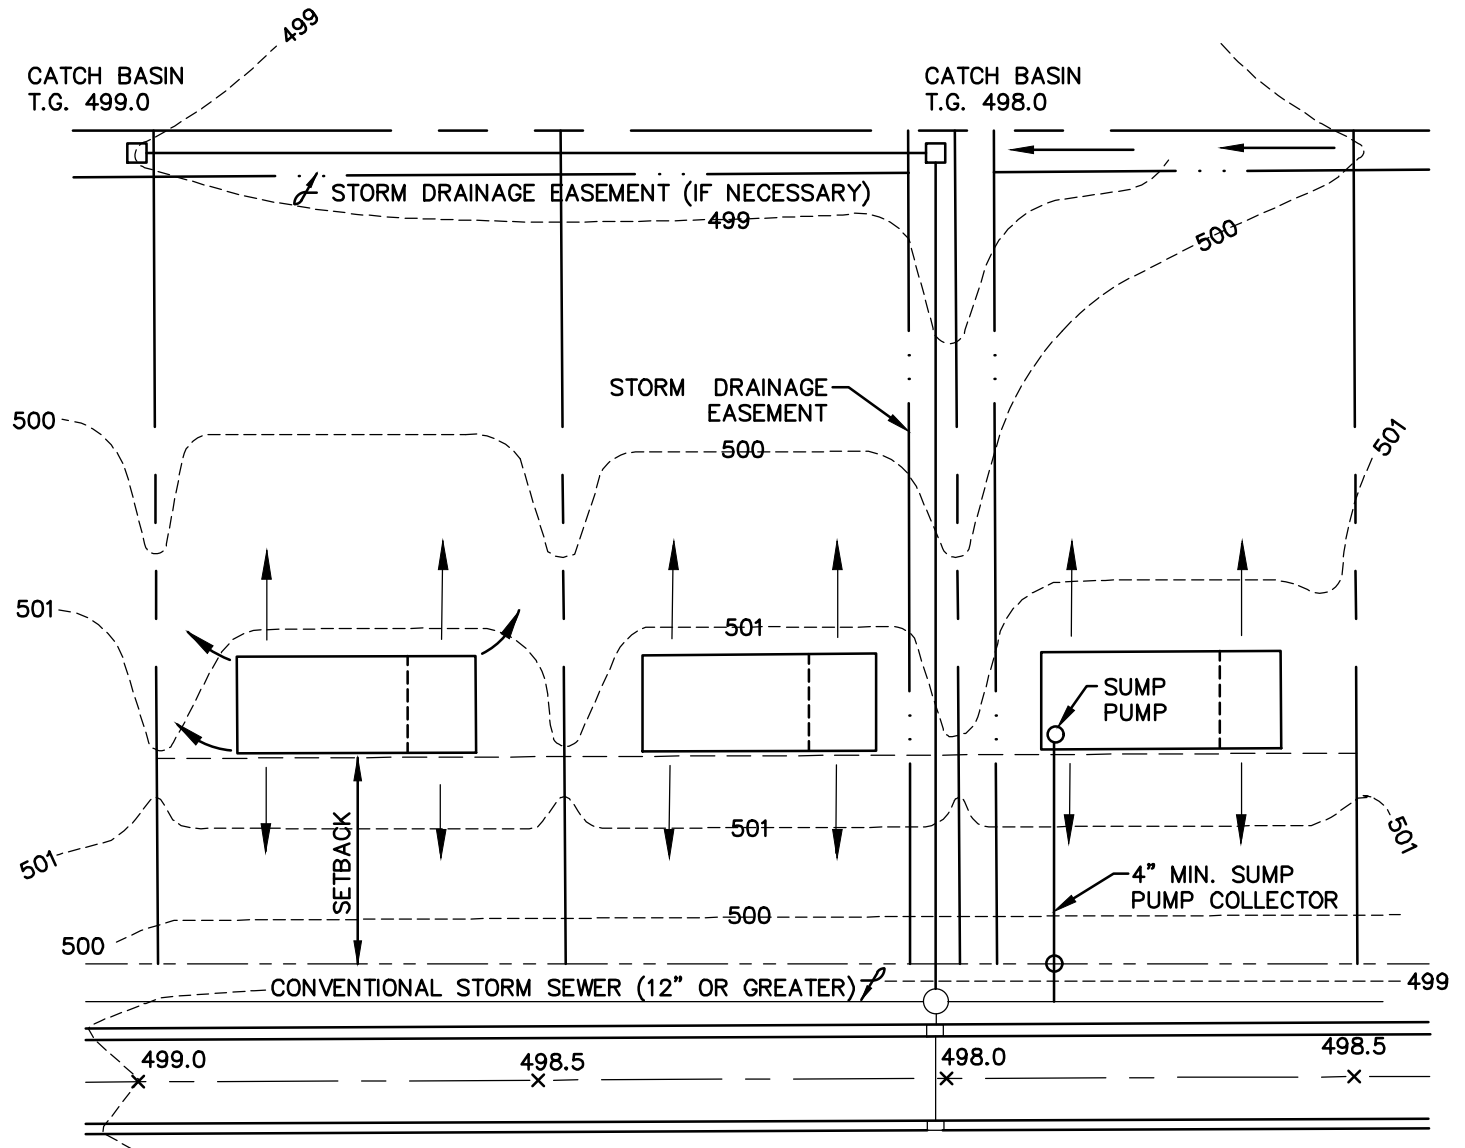 499
CATCH BASIN
T.G. 499.0
CATCH BASIN
T.G. 498.0
STORM DRAINAGE EASEMENT (IF NECESSARY)
499
500
STORM DRAINAGE
EASEMENT
500
500
501
501
501
SUMP
PUMP
SETBACK
501
501
501
4" MIN. SUMP
PUMP COLLECTOR
500
500
CONVENTIONAL STORM SEWER (12" OR GREATER)
499
499.0
498.5
498.0
498.5